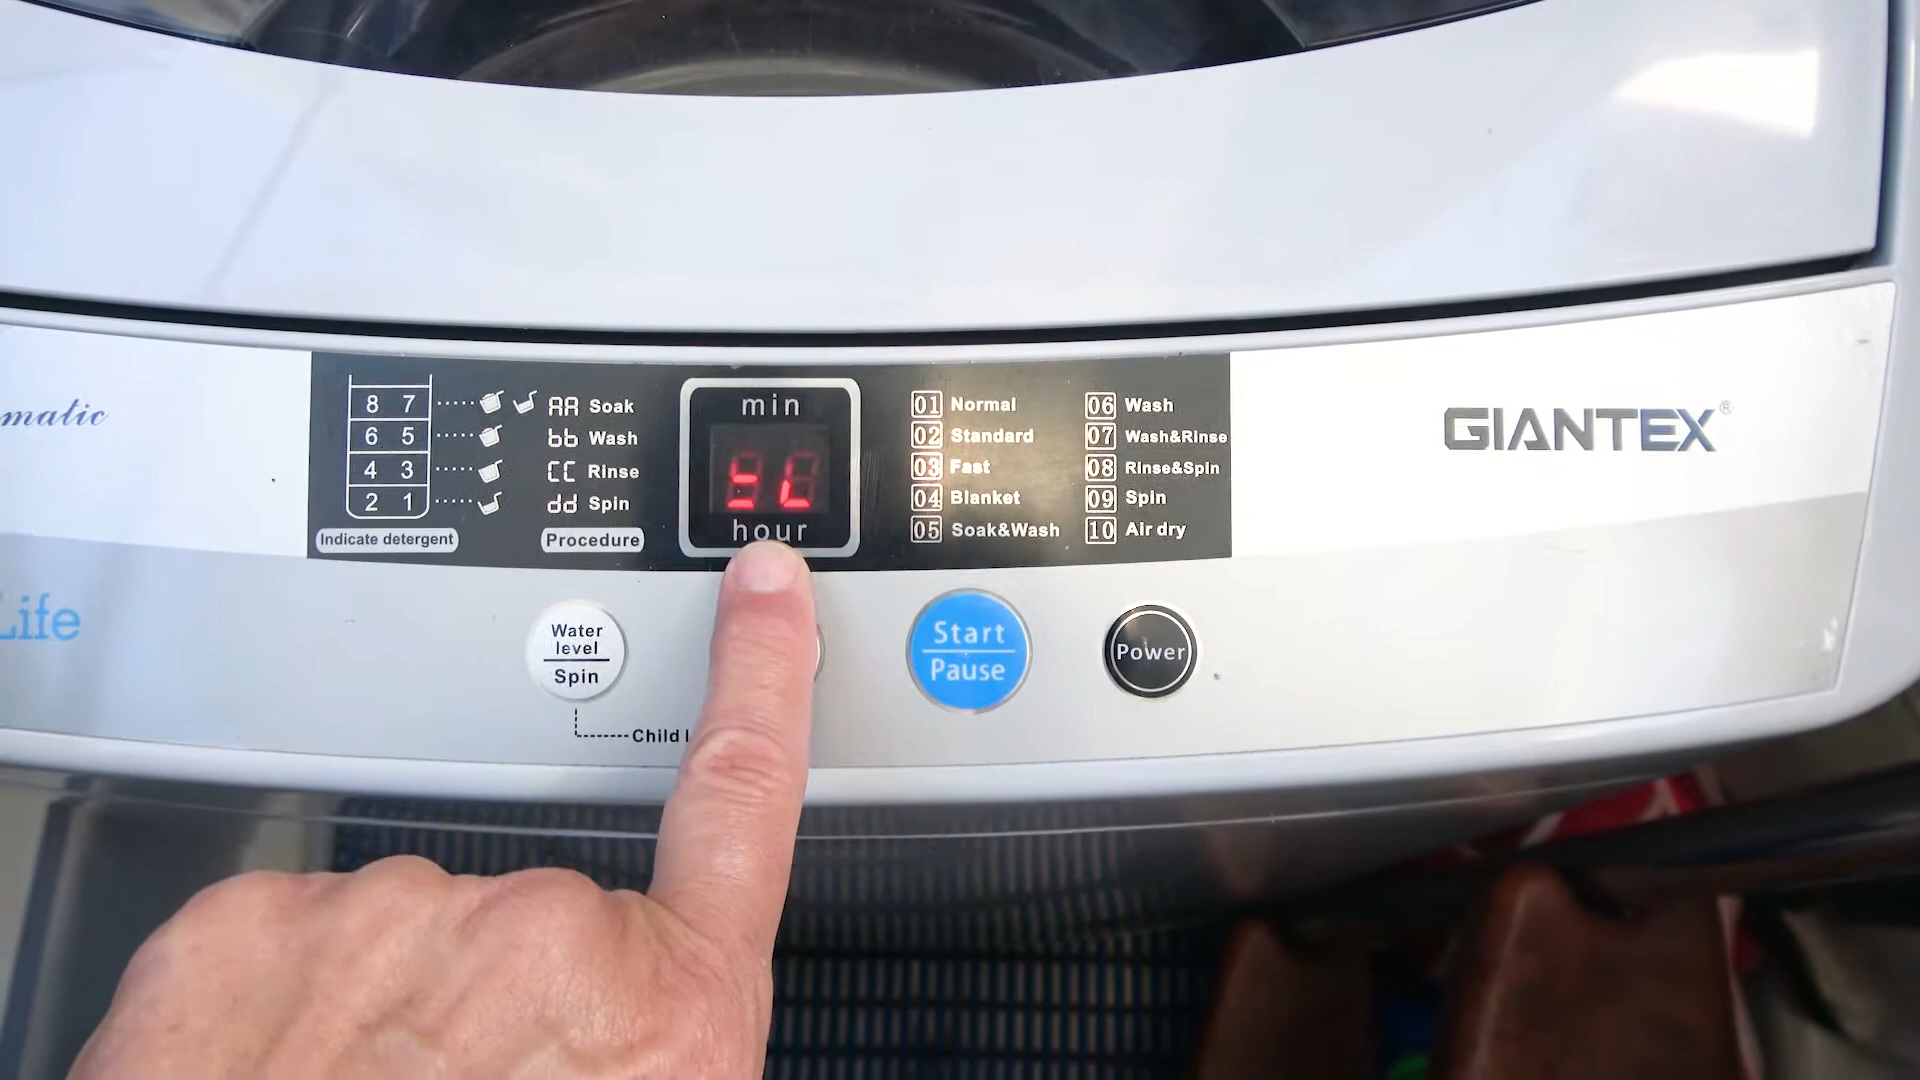 matic
Life
8 7
6 5
4 3
2 1
Indicate detergent
AA Soak
bb Wash
CC Rinse
dd Spin
Procedure
min
hour
01 Normal
02 Standard
03 Fast
04 Blanket
05 Soak&Wash
06 Wash
07 Wash&Rinse
08 Rinse&Spin
09 Spin
10 Air dry
GIANTEX®
Water
level
Spin
Child
Start
Pause
Power